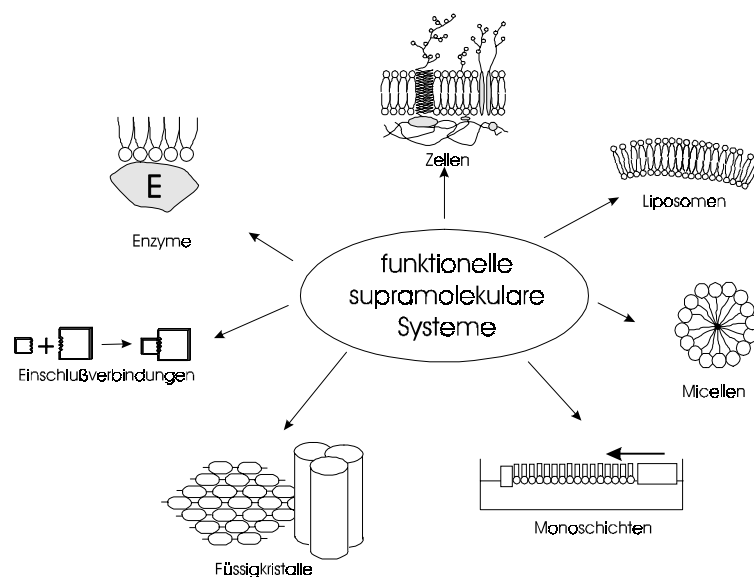 Zellen
Liposomen
E
Enzyme
funktionelle
supramolekulare
Systeme
+
Einschlußverbindungen
Micellen
Monoschichten
Füssigkristalle